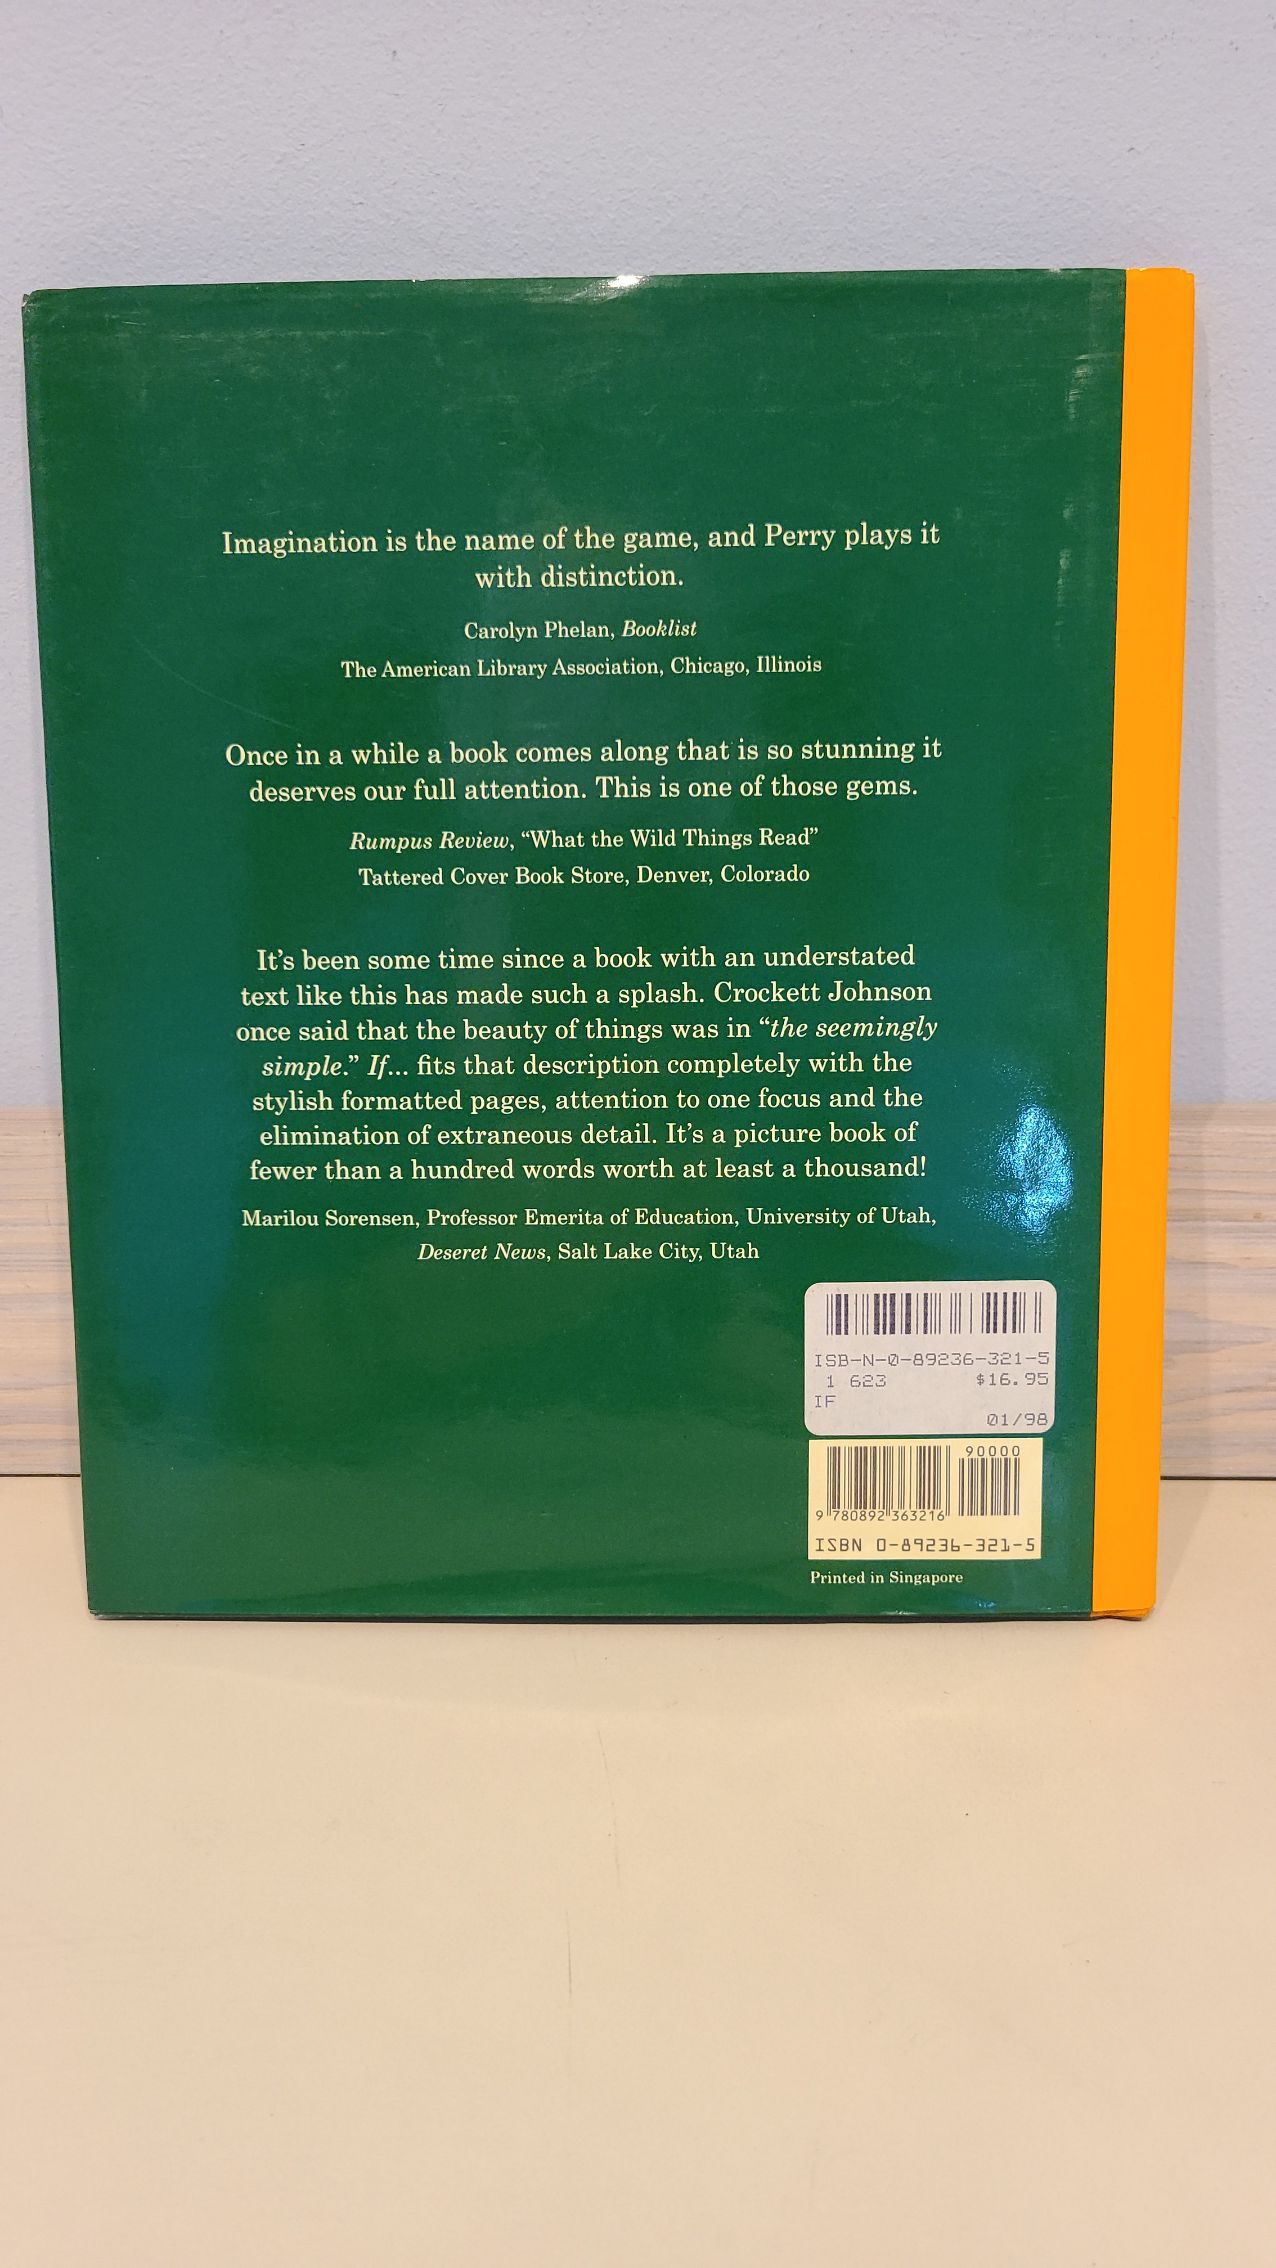 Imagination is the name of the game, and Perry plays it
with distinction.
Carolyn Phelan, Booklist
The American Library Association, Chicago, Illinois
Once in a while a book comes along that is so stunning it
deserves our full attention. This is one of those gems.
Rumpus Review, “What the Wild Things Read”
Tattered Cover Book Store, Denver, Colorado
It’s been some time since a book with an understated
text like this has made such a splash. Crockett Johnson
once said that the beauty of things was in “the seemingly
simple.” If... fits that description completely with the
stylish formatted pages, attention to one focus and the
elimination of extraneous detail. It’s a picture book of
fewer than a hundred words worth at least a thousand!
Marilou Sorensen, Professor Emerita of Education, University of Utah,
Deseret News, Salt Lake City, Utah
ISB-N-0-89236-321-5
1 623 $16.95
IF
01/98
90000
9 780892 363216
ISBN 0-89236-321-5
Printed in Singapore